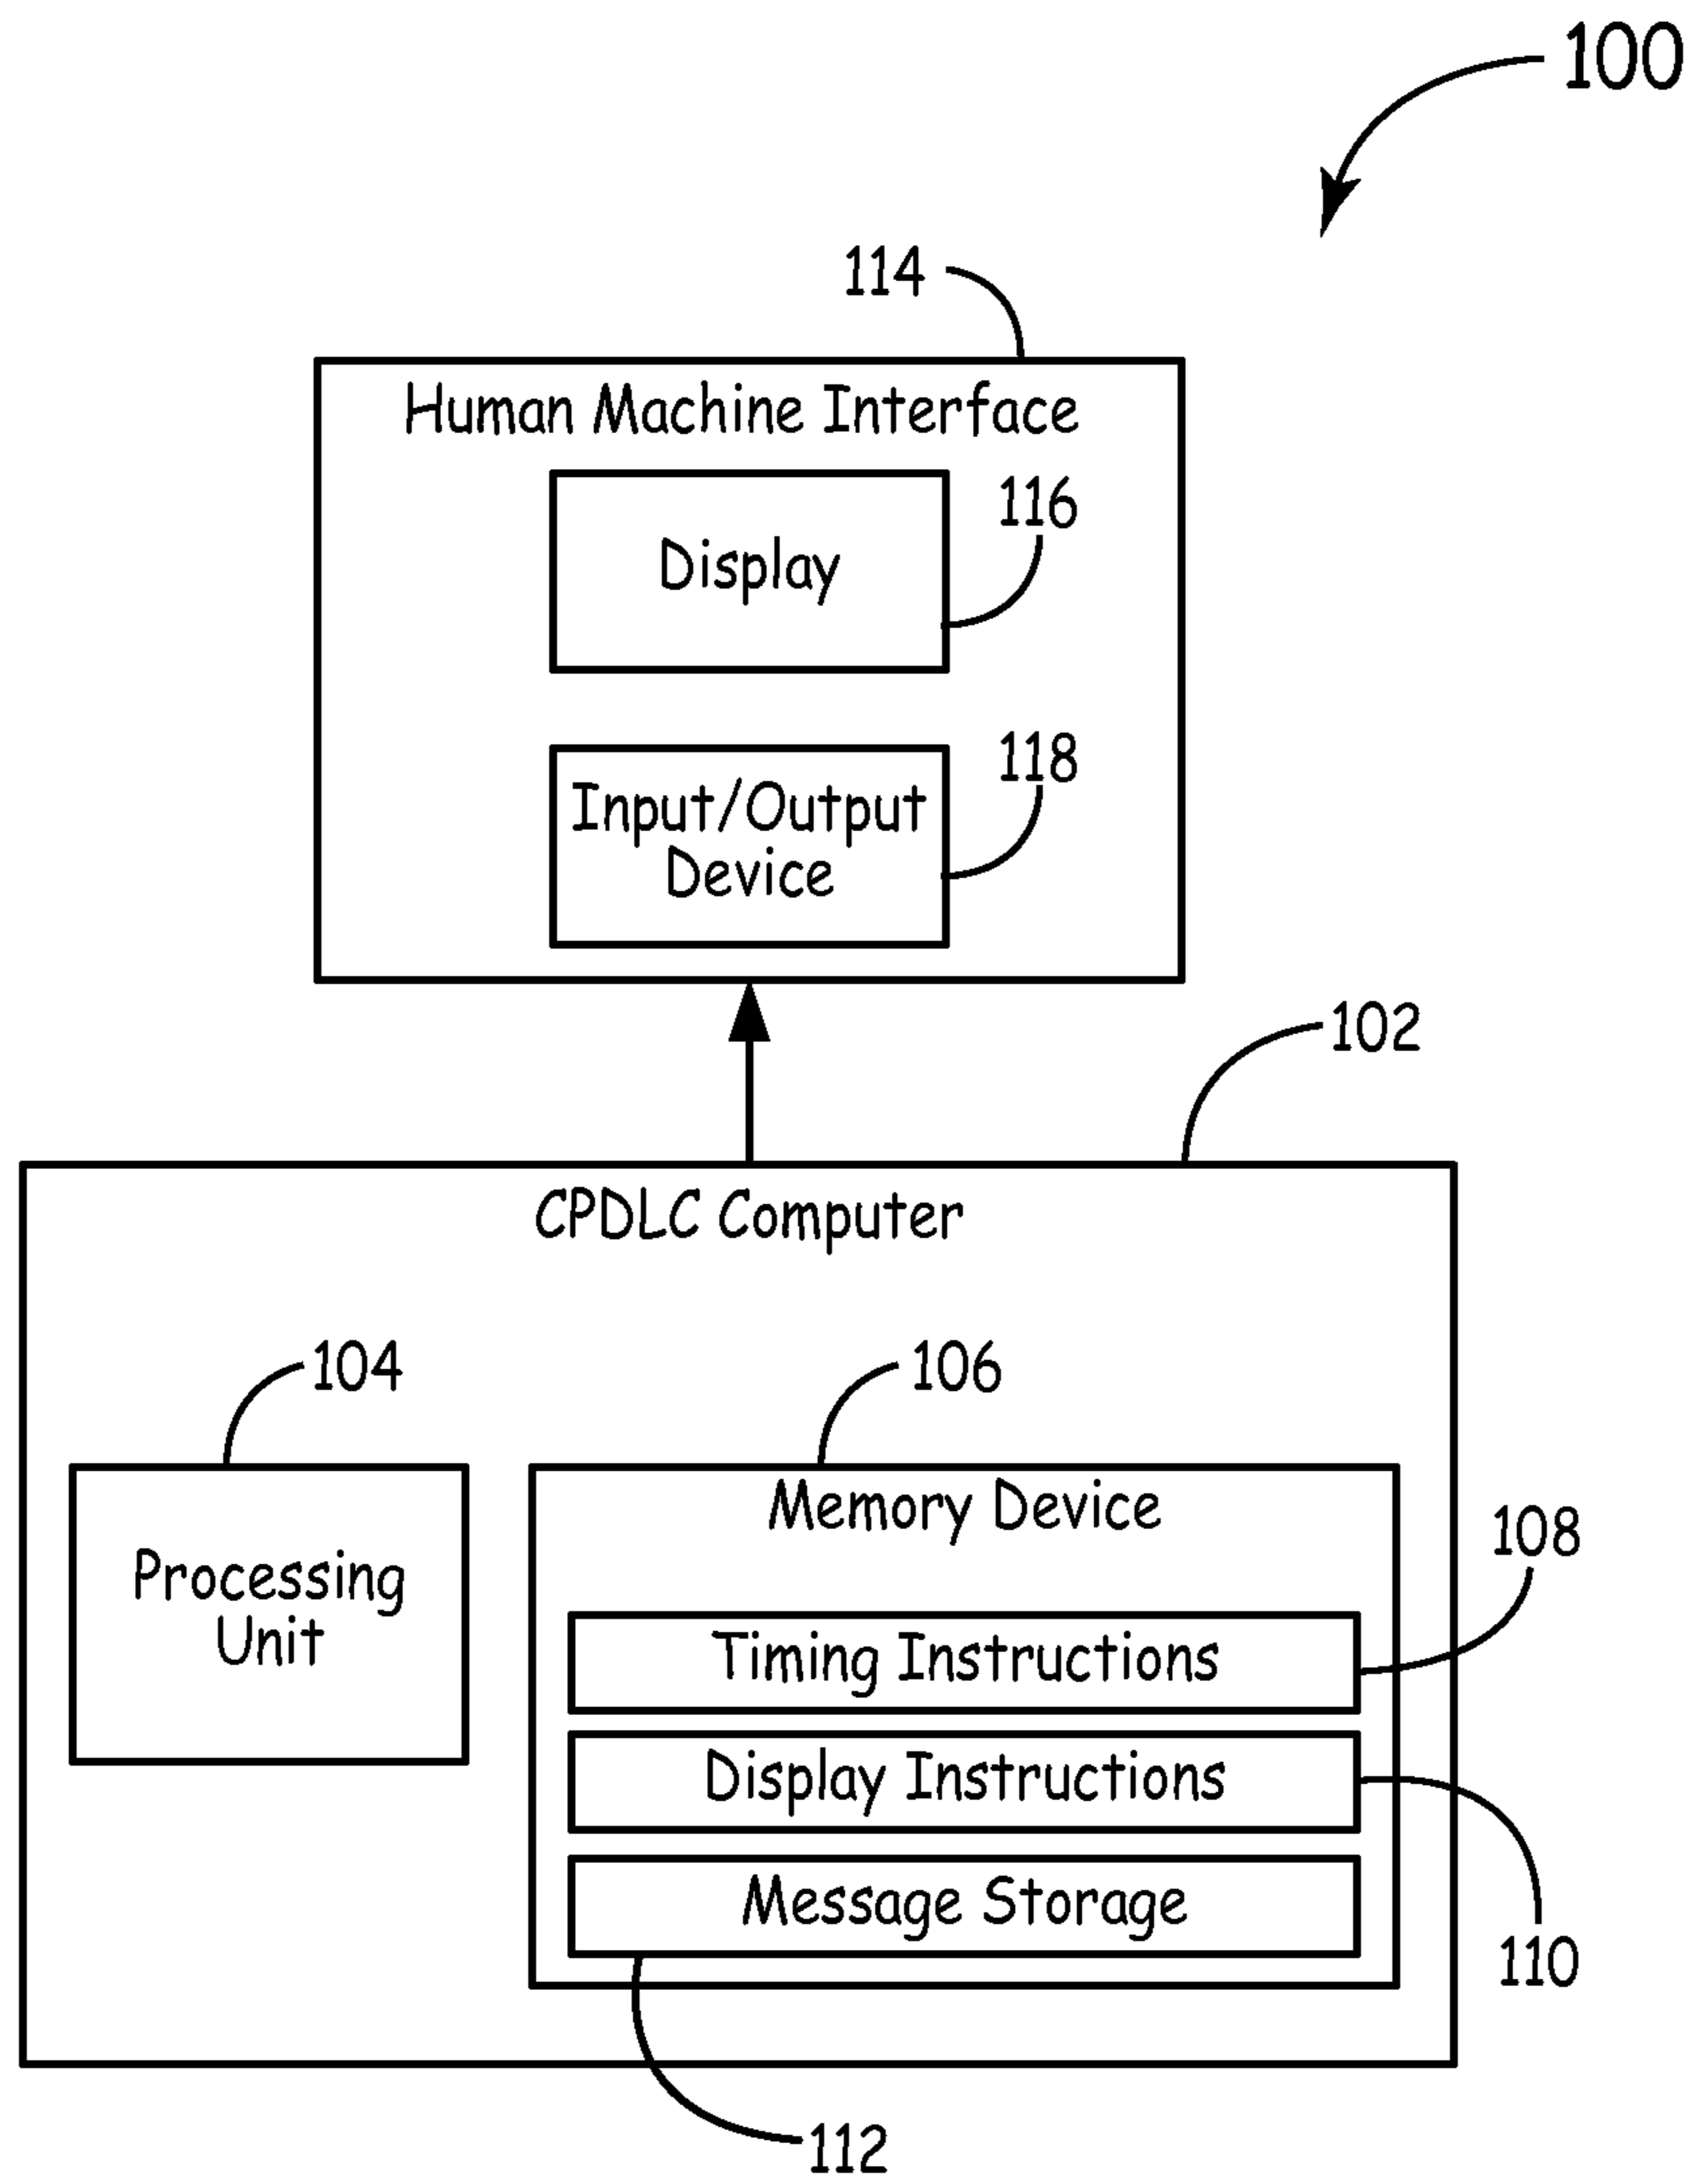 100
114
Human Machine Interface
116
Display
118
Input/Output
Device
102
CPDLC Computer
104
106
Processing
Unit
Memory Device
108
Timing Instructions
Display Instructions
Message Storage
110
112